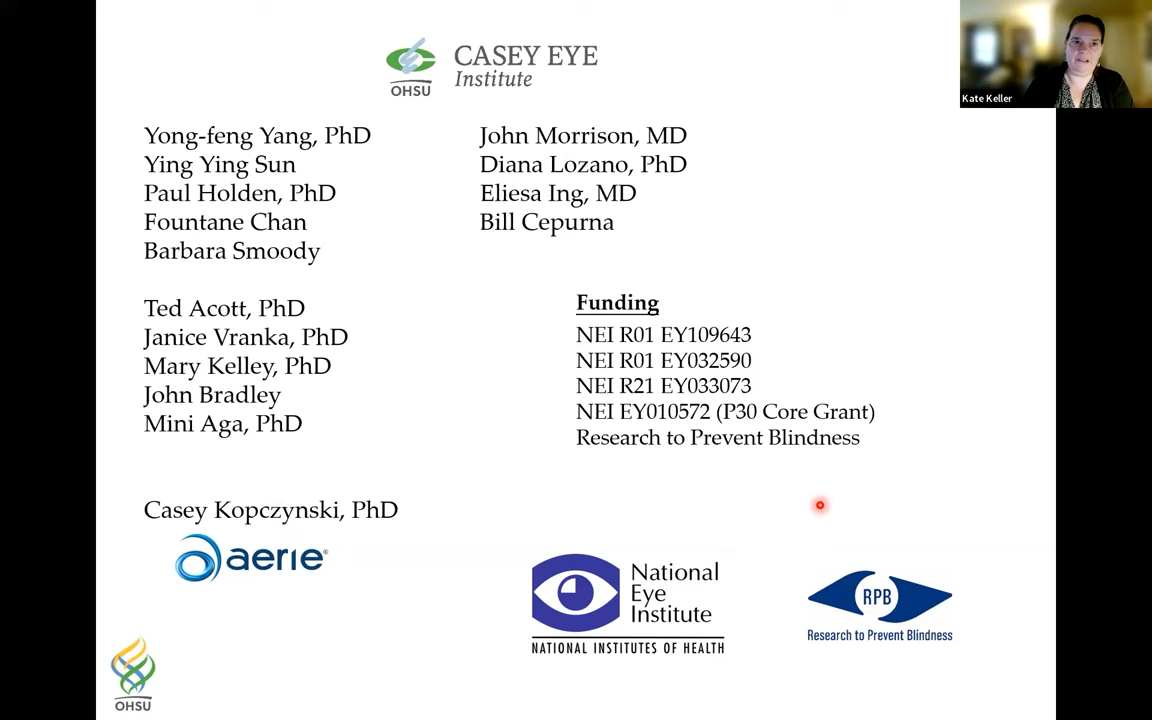 CASEY EYE
Institute
OHSU
Kate Keller
Yong-feng Yang, PhD
Ying Ying Sun
Paul Holden, PhD
Fountane Chan
Barbara Smoody
John Morrison, MD
Diana Lozano, PhD
Eliesa Ing, MD
Bill Cepurna
Ted Acott, PhD
Janice Vranka, PhD
Mary Kelley, PhD
John Bradley
Mini Aga, PhD
Funding
NEI R01 EY109643
NEI R01 EY032590
NEI R21 EY033073
NEI EY010572 (P30 Core Grant)
Research to Prevent Blindness
Casey Kopczynski, PhD
aerie®
National
Eye
Institute
NATIONAL INSTITUTES OF HEALTH
RPB
Research to Prevent Blindness
OHSU